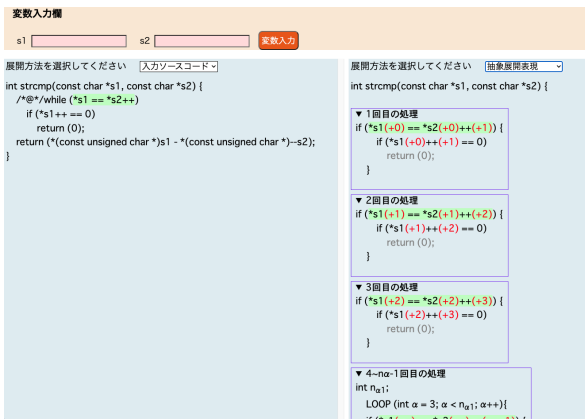 変数入力欄
s1 s2 変数入力
展開方法を選択してください 入力ソースコード
int strcmp(const char *s1, const char *s2) {
/*@*/while (*s1 == *s2++)
if (*s1++ == 0)
return (0);
return (*(const unsigned char *)s1 - *(const unsigned char *)--s2);
}
展開方法を選択してください 抽象展開表現
int strcmp(const char *s1, const char *s2) {
▼ 1回目の処理
if (*s1(+0) == *s2(+0)++(+1)) {
if (*s1(+0)++(+1) == 0)
return (0);
}
▼ 2回目の処理
if (*s1(+1) == *s2(+1)++(+2)) {
if (*s1(+1)++(+2) == 0)
return (0);
}
▼ 3回目の処理
if (*s1(+2) == *s2(+2)++(+3)) {
if (*s1(+2)++(+3) == 0)
return (0);
}
▼ 4~nα-1回目の処理
int nα1;
LOOP (int α = 3; α < nα1; α++){